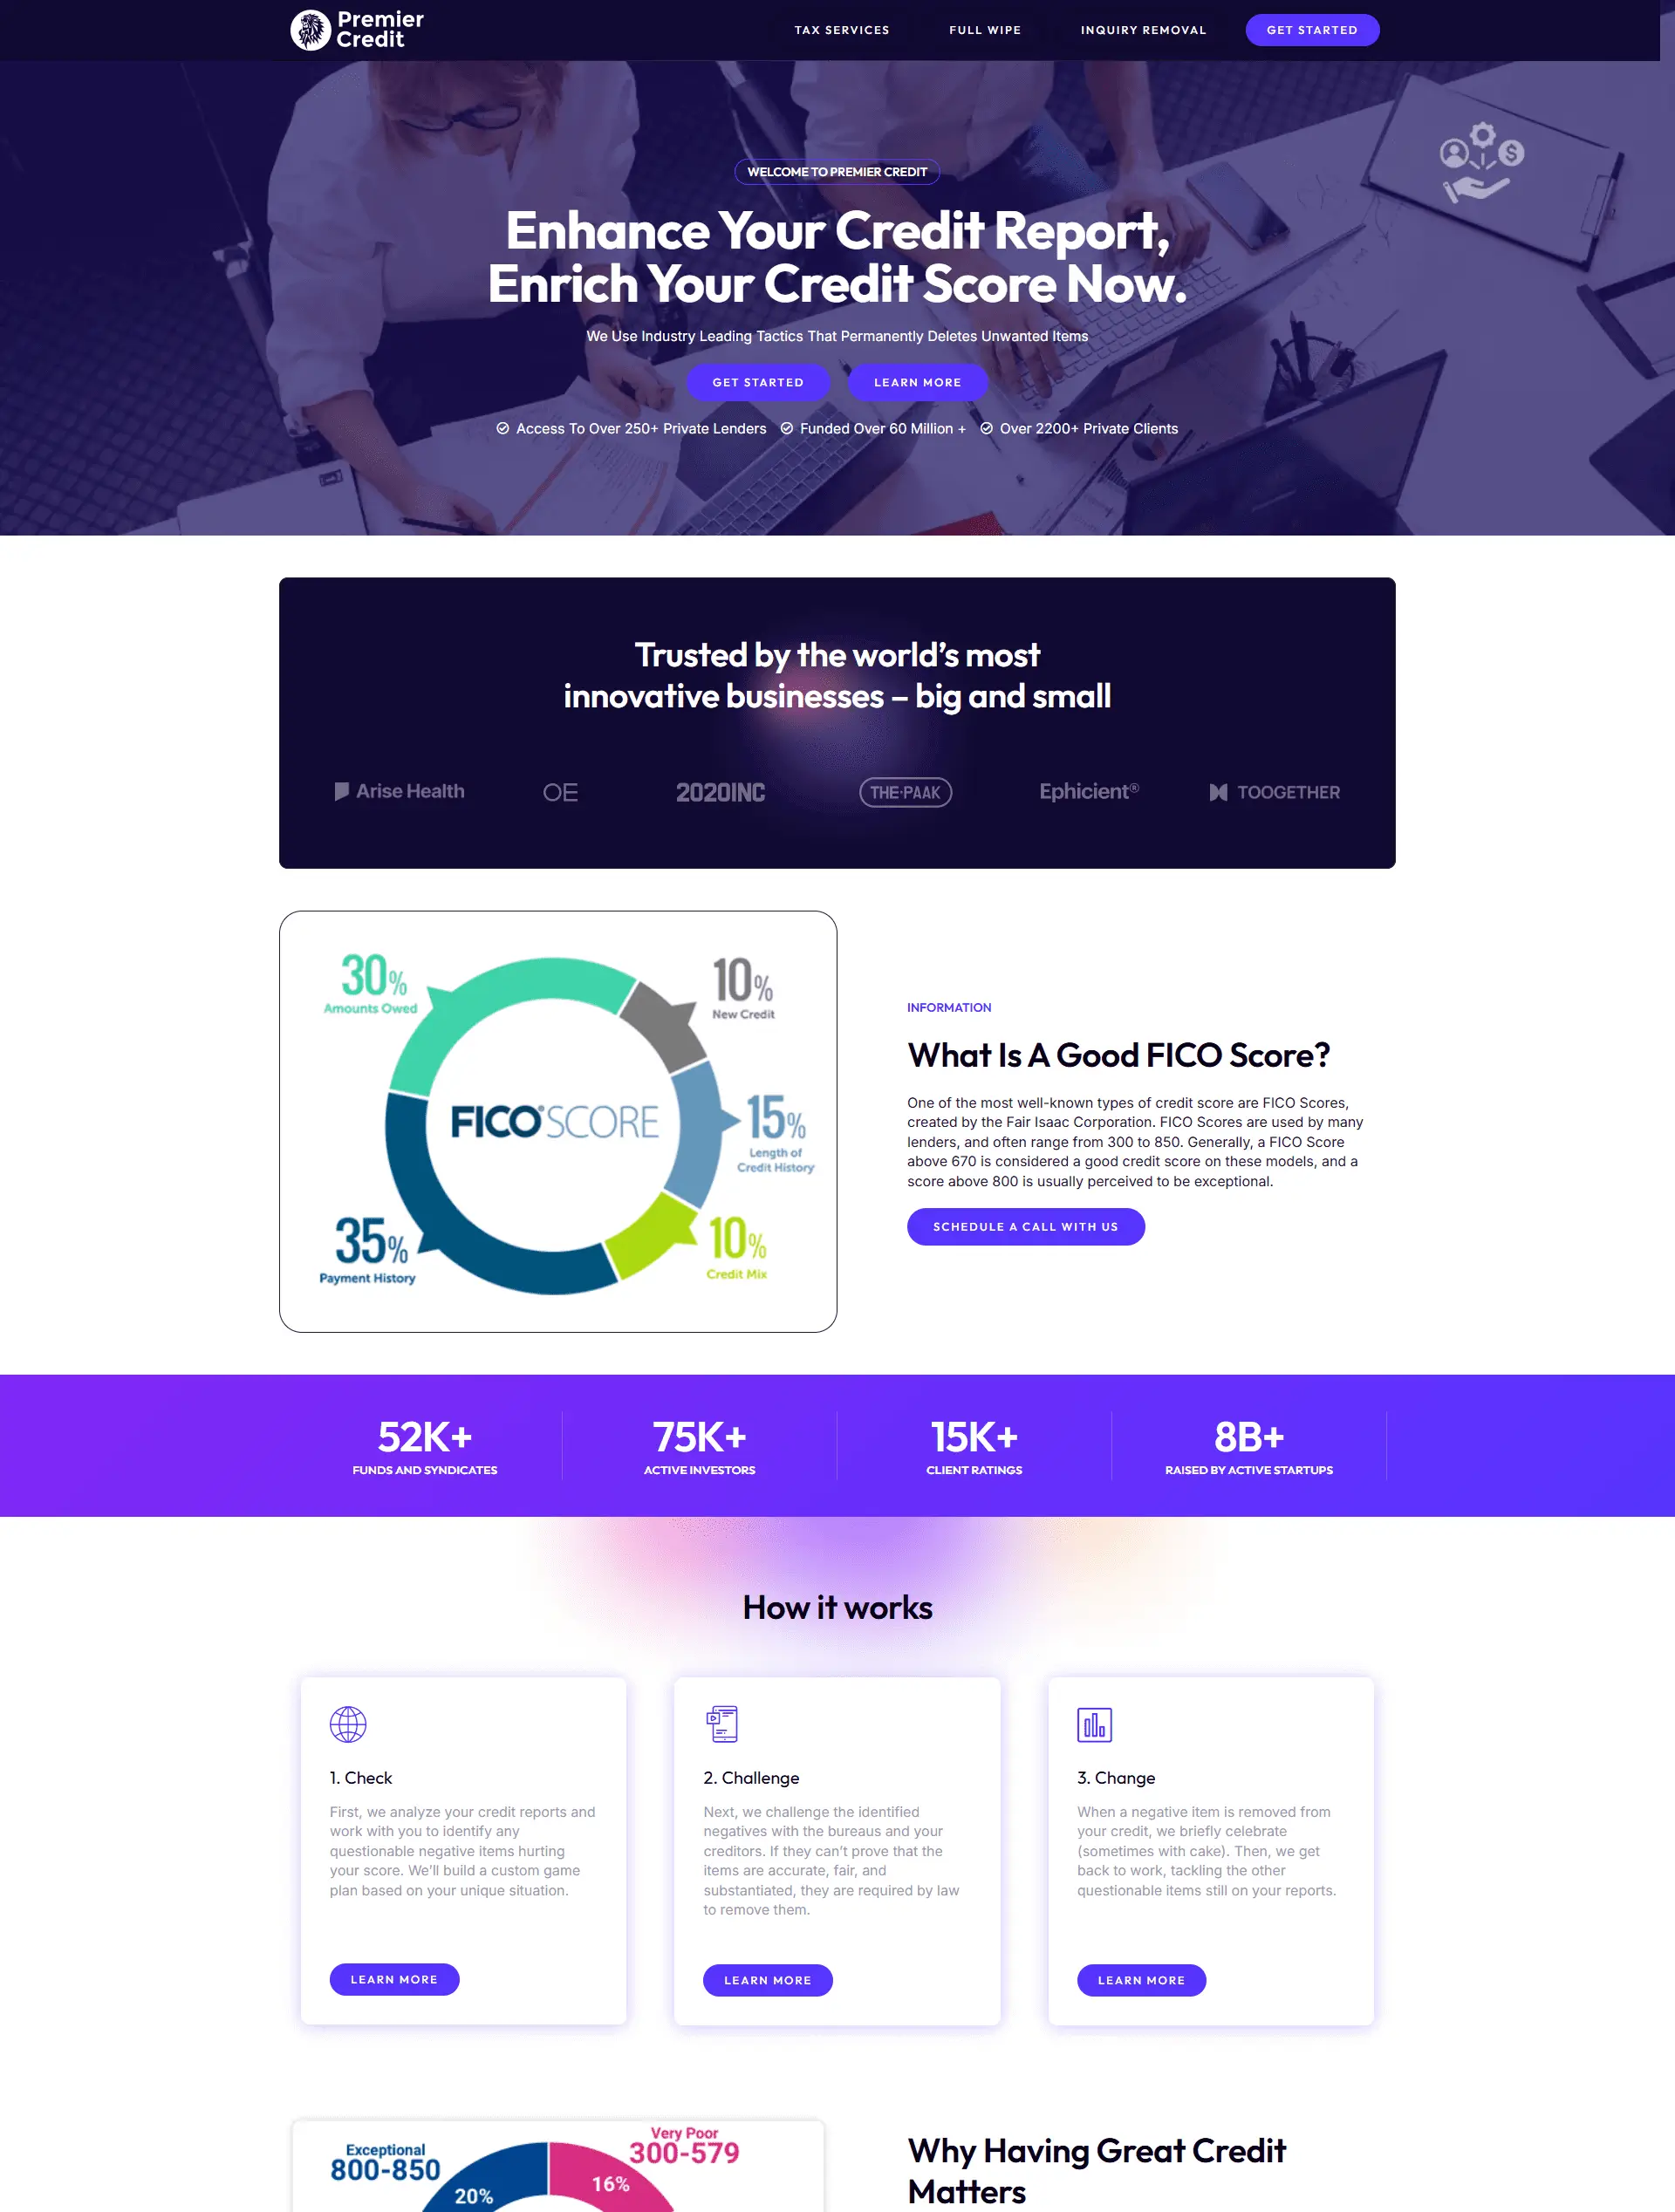 Premier
Credit
TAX SERVICES
FULL WIPE
INQUIRY REMOVAL
GET STARTED
WELCOME TO PREMIER CREDIT
Enhance Your Credit Report,
Enrich Your Credit Score Now.
We Use Industry Leading Tactics That Permanently Deletes Unwanted Items
GET STARTED
LEARN MORE
Access To Over 250+ Private Lenders
Funded Over 60 Million +
Over 2200+ Private Clients
Trusted by the world's most
innovative businesses – big and small
Arise Health
OE
2020INC
THE·PAAK
Ephicient®
TOOGETHER
30%
Amounts Owed
10%
New Credit
FICO® SCORE
15%
Length of
Credit History
35%
Payment History
10%
Credit Mix
INFORMATION
What Is A Good FICO Score?
One of the most well-known types of credit score are FICO Scores,
created by the Fair Isaac Corporation. FICO Scores are used by many
lenders, and often range from 300 to 850. Generally, a FICO Score
above 670 is considered a good credit score on these models, and a
score above 800 is usually perceived to be exceptional.
SCHEDULE A CALL WITH US
52K+
FUNDS AND SYNDICATES
75K+
ACTIVE INVESTORS
15K+
CLIENT RATINGS
8B+
RAISED BY ACTIVE STARTUPS
How it works
1. Check
First, we analyze your credit reports and
work with you to identify any
questionable negative items hurting
your score. We'll build a custom game
plan based on your unique situation.
LEARN MORE
2. Challenge
Next, we challenge the identified
negatives with the bureaus and your
creditors. If they can't prove that the
items are accurate, fair, and
substantiated, they are required by law
to remove them.
LEARN MORE
3. Change
When a negative item is removed from
your credit, we briefly celebrate
(sometimes with cake). Then, we get
back to work, tackling the other
questionable items still on your reports.
LEARN MORE
Exceptional
800-850
20%
Very Poor
300-579
16%
Why Having Great Credit
Matters